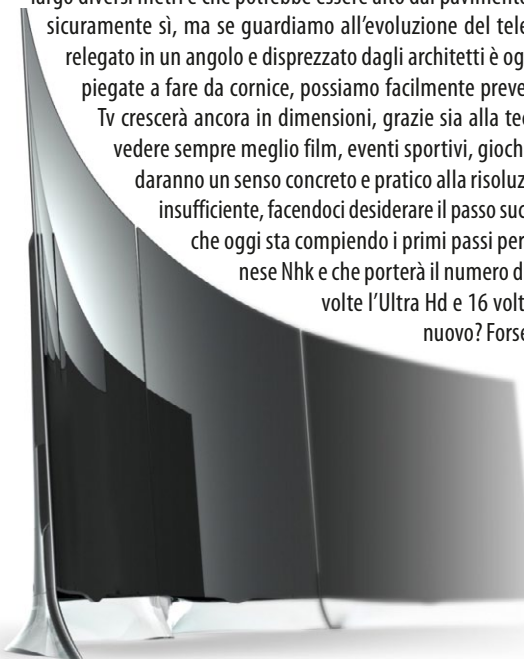 largo diversi metri e che potrebbe essere alto dal pavimento
sicuramente sì, ma se guardiamo all'evoluzione del tele
relegato in un angolo e disprezzato dagli architetti è og
piegate a fare da cornice, possiamo facilmente preve
Tv crescerà ancora in dimensioni, grazie sia alla tec
vedere sempre meglio film, eventi sportivi, gioch
daranno un senso concreto e pratico alla risoluz
insufficiente, facendoci desiderare il passo suc
che oggi sta compiendo i primi passi per
nese Nhk e che porterà il numero d
volte l'Ultra Hd e 16 volt
nuovo? Forse